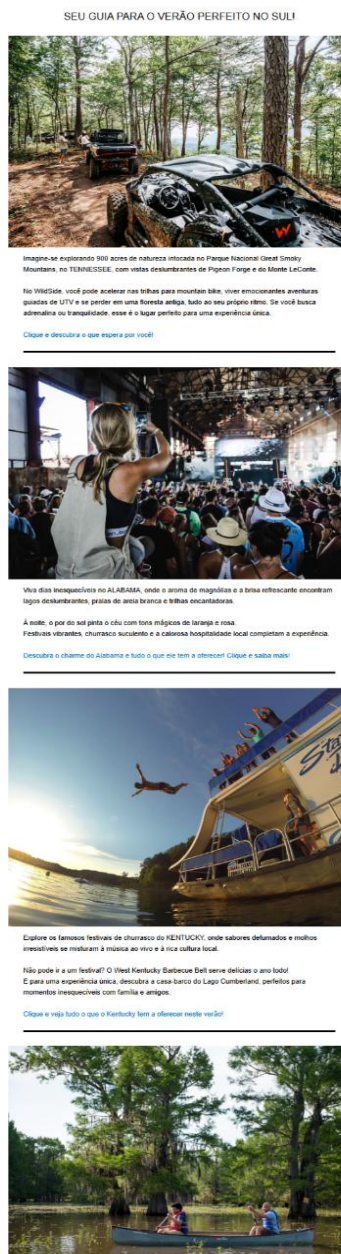 SEU GUIA PARA O VERÃO PERFEITO NO SUL!
Imagine-se explorando 900 acres de natureza intocada no Parque Nacional Great Smoky
Mountains, no TENNESSEE, com vistas deslumbrantes de Pigeon Forge e do Monte LeConte.
No WildSide, você pode acelerar nas trilhas para mountain bike, viver emocionantes aventuras
guiadas de UTV e se perder em uma floresta antiga, tudo ao seu próprio ritmo. Se você busca
adrenalina ou tranquilidade, esse é o lugar perfeito para uma experiência única.
Clique e descubra o que espera por você!
Viva dias inesquecíveis no ALABAMA, onde o aroma de magnólias e a brisa refrescante encontram
lagos deslumbrantes, praias de areia branca e trilhas encantadoras.
À noite, o por do sol pinta o céu com tons mágicos de laranja e rosa.
Festivais vibrantes, churrasco suculento e a calorosa hospitalidade local completam a experiência.
Descubra o charme do Alabama e tudo o que ele tem a oferecer! Clique e saiba mais!
Explore os famosos festivais de churrasco do KENTUCKY, onde sabores defumados e molhos
irresistíveis se misturam à música ao vivo e à rica cultura local.
Não pode ir a um festival? O West Kentucky Barbecue Belt serve delícias o ano todo!
E para uma experiência única, descubra a casa-barco do Lago Cumberland, perfeitos para
momentos inesquecíveis com família e amigos.
Clique e veja tudo o que o Kentucky tem a oferecer neste verão!